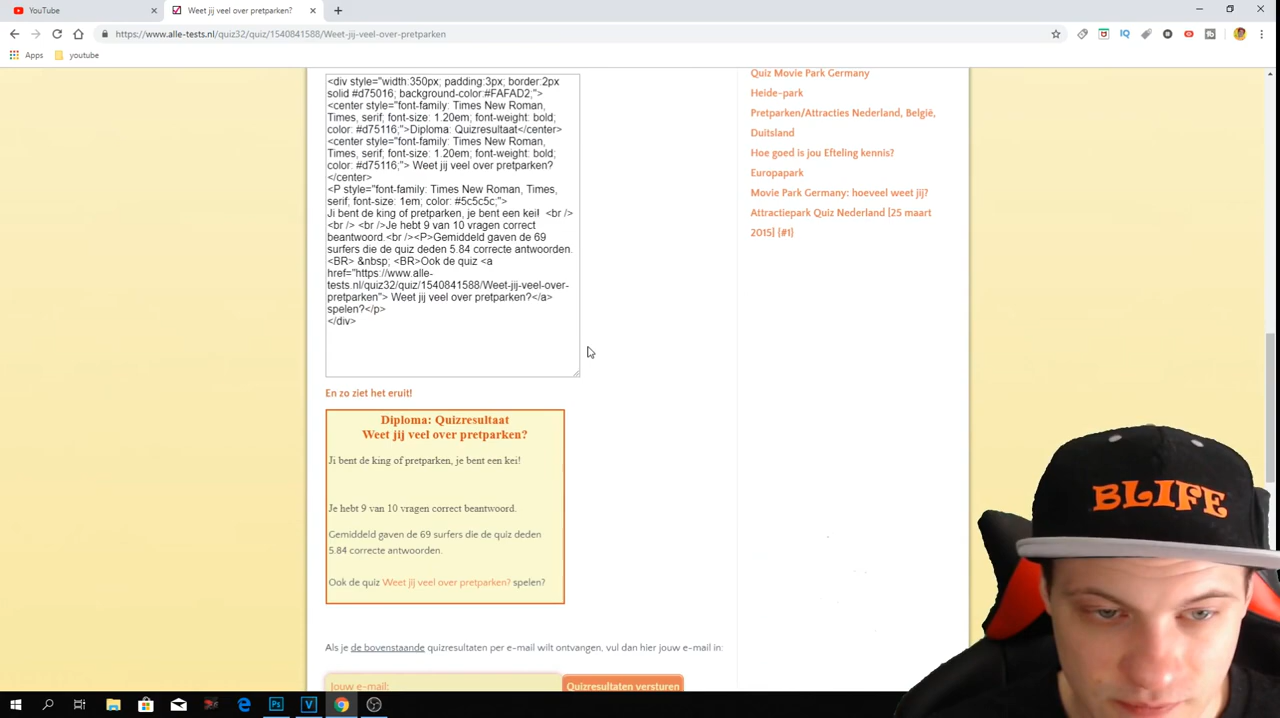 YouTube
Weet jij veel over pretparken?
https://www.alle-tests.nl/quiz32/quiz/1540841588/Weet-jij-veel-over-pretparken
Apps youtube
<div style="width:350px; padding:3px; border:2px
solid #d75016; background-color:#FAFAD2;">
<center style="font-family: Times New Roman,
Times, serif; font-size: 1.20em; font-weight: bold;
color: #d75116;">Diploma: Quizresultaat</center>
<center style="font-family: Times New Roman,
Times, serif; font-size: 1.20em; font-weight: bold;
color: #d75116;"> Weet jij veel over pretparken?
</center>
<P style="font-family: Times New Roman, Times,
serif; font-size: 1em; color: #5c5c5c;">
Ji bent de king of pretparken, je bent een kei! <br />
<br /> <br />Je hebt 9 van 10 vragen correct
beantwoord.<br /><P>Gemiddeld gaven de 69
surfers die de quiz deden 5.84 correcte antwoorden.
<BR> &nbsp; <BR>Ook de quiz <a
href="https://www.alle-
tests.nl/quiz32/quiz/1540841588/Weet-jij-veel-over-
pretparken"> Weet jij veel over pretparken?</a>
spelen?</p>
</div>
En zo ziet het eruit!
Diploma: Quizresultaat
Weet jij veel over pretparken?
Ji bent de king of pretparken, je bent een kei!
Je hebt 9 van 10 vragen correct beantwoord.
Gemiddeld gaven de 69 surfers die de quiz deden
5.84 correcte antwoorden.
Ook de quiz Weet jij veel over pretparken? spelen?
Als je de bovenstaande quizresultaten per e-mail wilt ontvangen, vul dan hier jouw e-mail in:
Jouw e-mail: Quizresultaten versturen
Quiz Movie Park Germany
Heide-park
Pretparken/Attracties Nederland, België,
Duitsland
Hoe goed is jou Efteling kennis?
Europapark
Movie Park Germany: hoeveel weet jij?
Attractiepark Quiz Nederland |25 maart
2015| {#1}
BLIFE